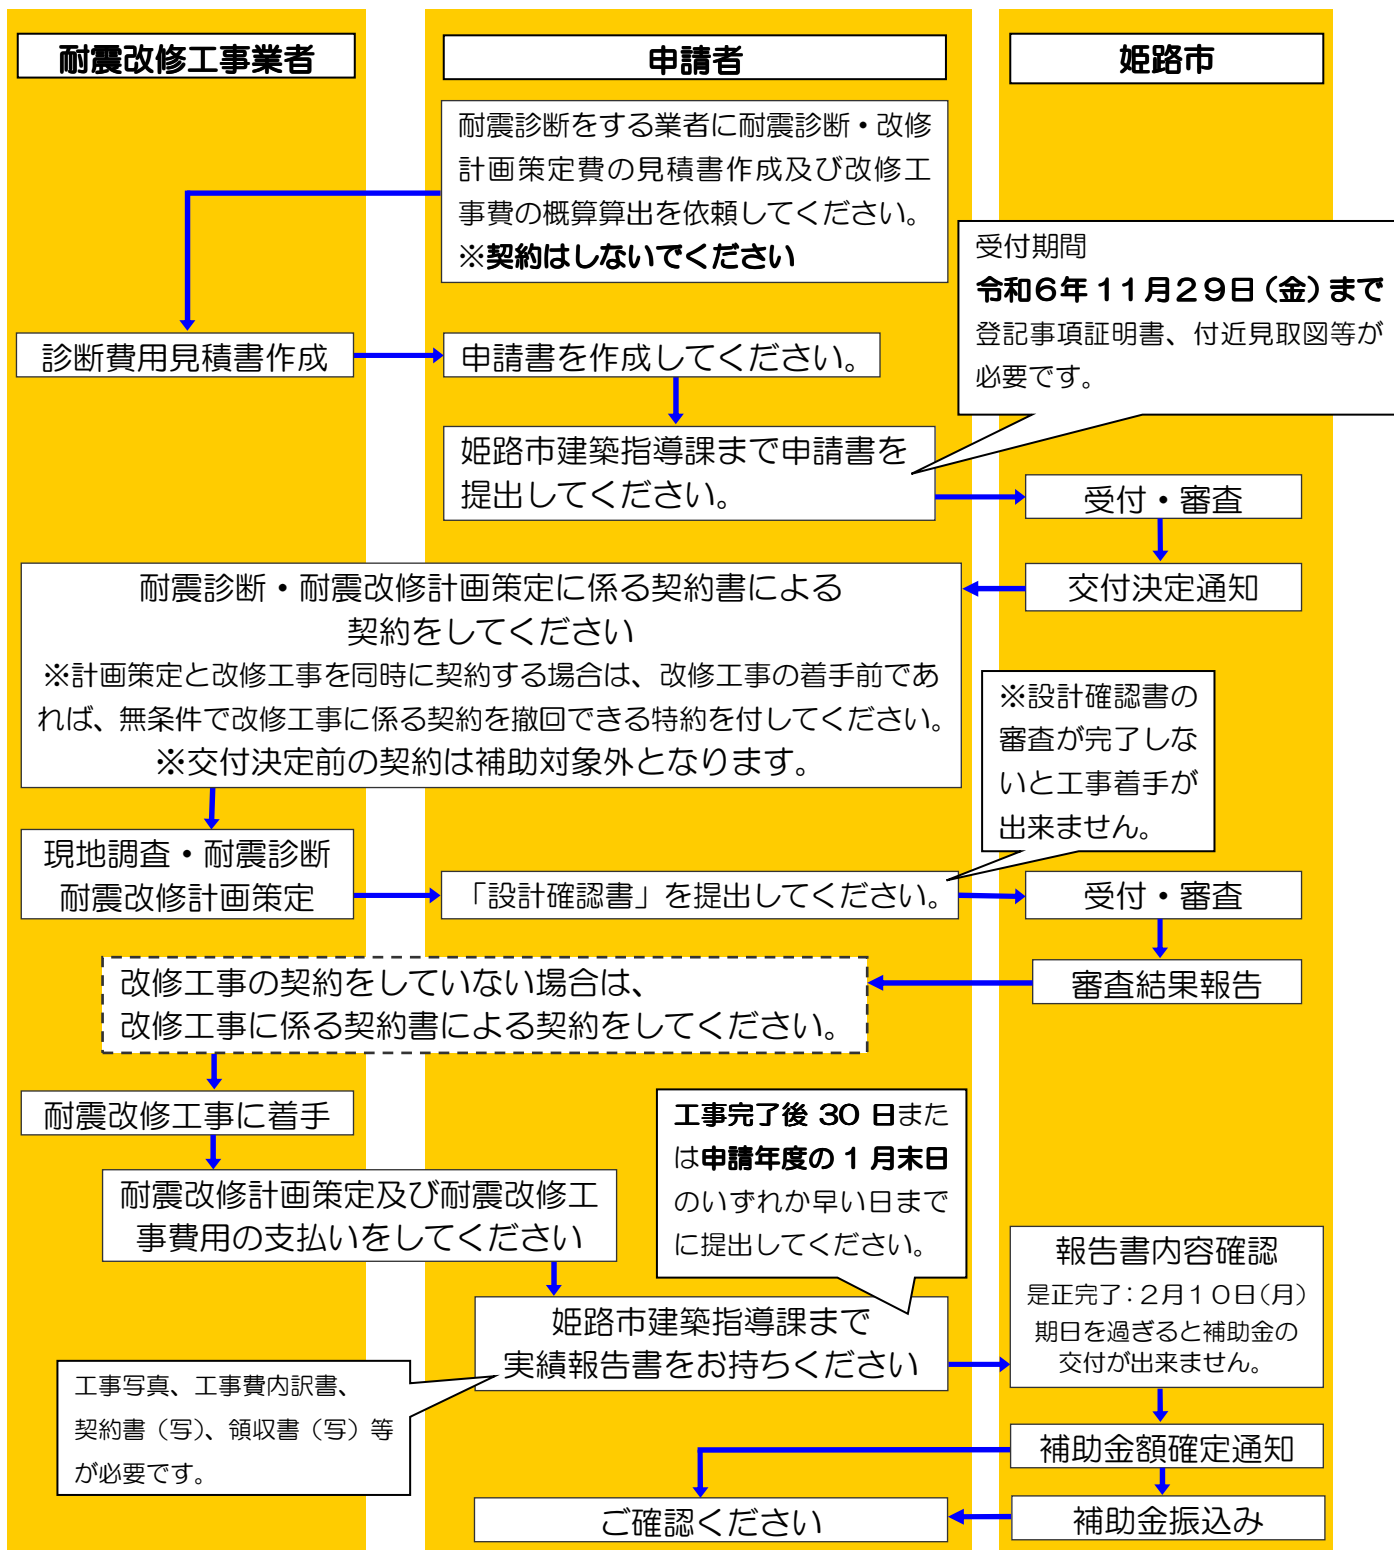 耐震改修工事業者
申請者
姫路市
耐震診断をする業者に耐震診断・改修
計画策定費の見積書作成及び改修工
事費の概算算出を依頼してください。
※契約はしないでください
受付期間
令和6年11月29日(金)まで
登記事項証明書、付近見取図等が
必要です。
診断費用見積書作成
申請書を作成してください。
姫路市建築指導課まで申請書を
提出してください。
受付・審査
交付決定通知
耐震診断・耐震改修計画策定に係る契約書による
契約をしてください
※計画策定と改修工事を同時に契約する場合は、改修工事の着手前であ
れば、無条件で改修工事に係る契約を撤回できる特約を付してください。
※交付決定前の契約は補助対象外となります。
※設計確認書の
審査が完了しな
いと工事着手が
出来ません。
現地調査・耐震診断
耐震改修計画策定
「設計確認書」を提出してください。
受付・審査
審査結果報告
改修工事の契約をしていない場合は、
改修工事に係る契約書による契約をしてください。
耐震改修工事に着手
工事完了後 30 日また
は申請年度の 1 月末日
のいずれか早い日まで
に提出してください。
耐震改修計画策定及び耐震改修工
事費用の支払いをしてください
報告書内容確認
是正完了:2月10日(月)
期日を過ぎると補助金の
交付が出来ません。
姫路市建築指導課まで
実績報告書をお持ちください
工事写真、工事費内訳書、
契約書(写)、領収書(写)等
が必要です。
補助金額確定通知
ご確認ください
補助金振込み